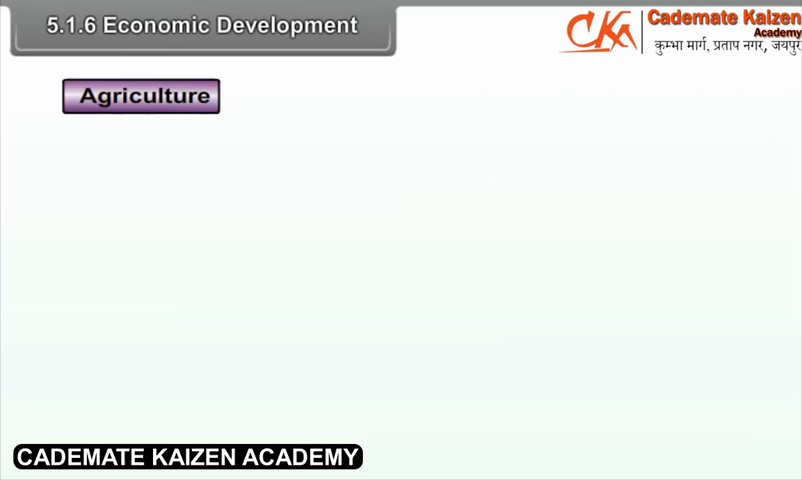 5.1.6 Economic Development
CKA
Cademate Kaizen
Academy
कुम्भा मार्ग, प्रताप नगर, जयपुर
Agriculture
CADEMATE KAIZEN ACADEMY